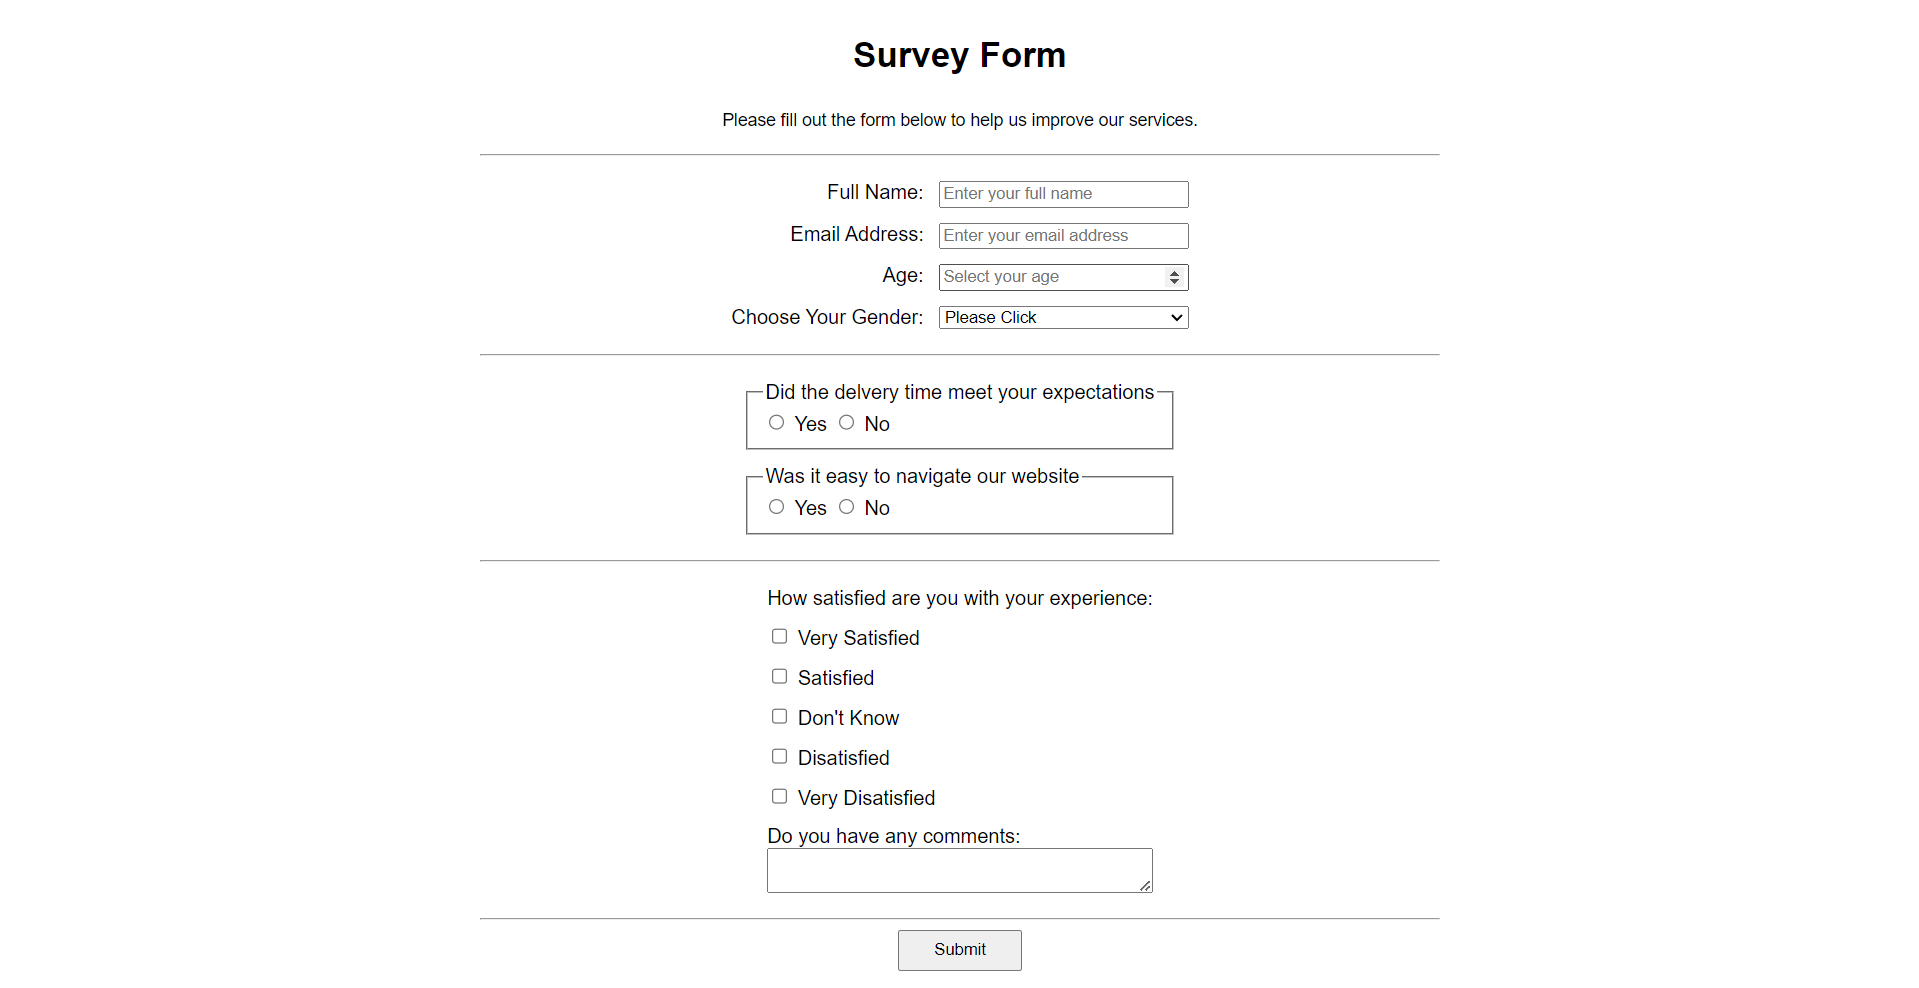 Survey Form
Please fill out the form below to help us improve our services.
Full Name: Enter your full name
Email Address: Enter your email address
Age: Select your age
Choose Your Gender: Please Click
Did the delvery time meet your expectations
Yes No
Was it easy to navigate our website
Yes No
How satisfied are you with your experience:
Very Satisfied
Satisfied
Don't Know
Disatisfied
Very Disatisfied
Do you have any comments:
Submit